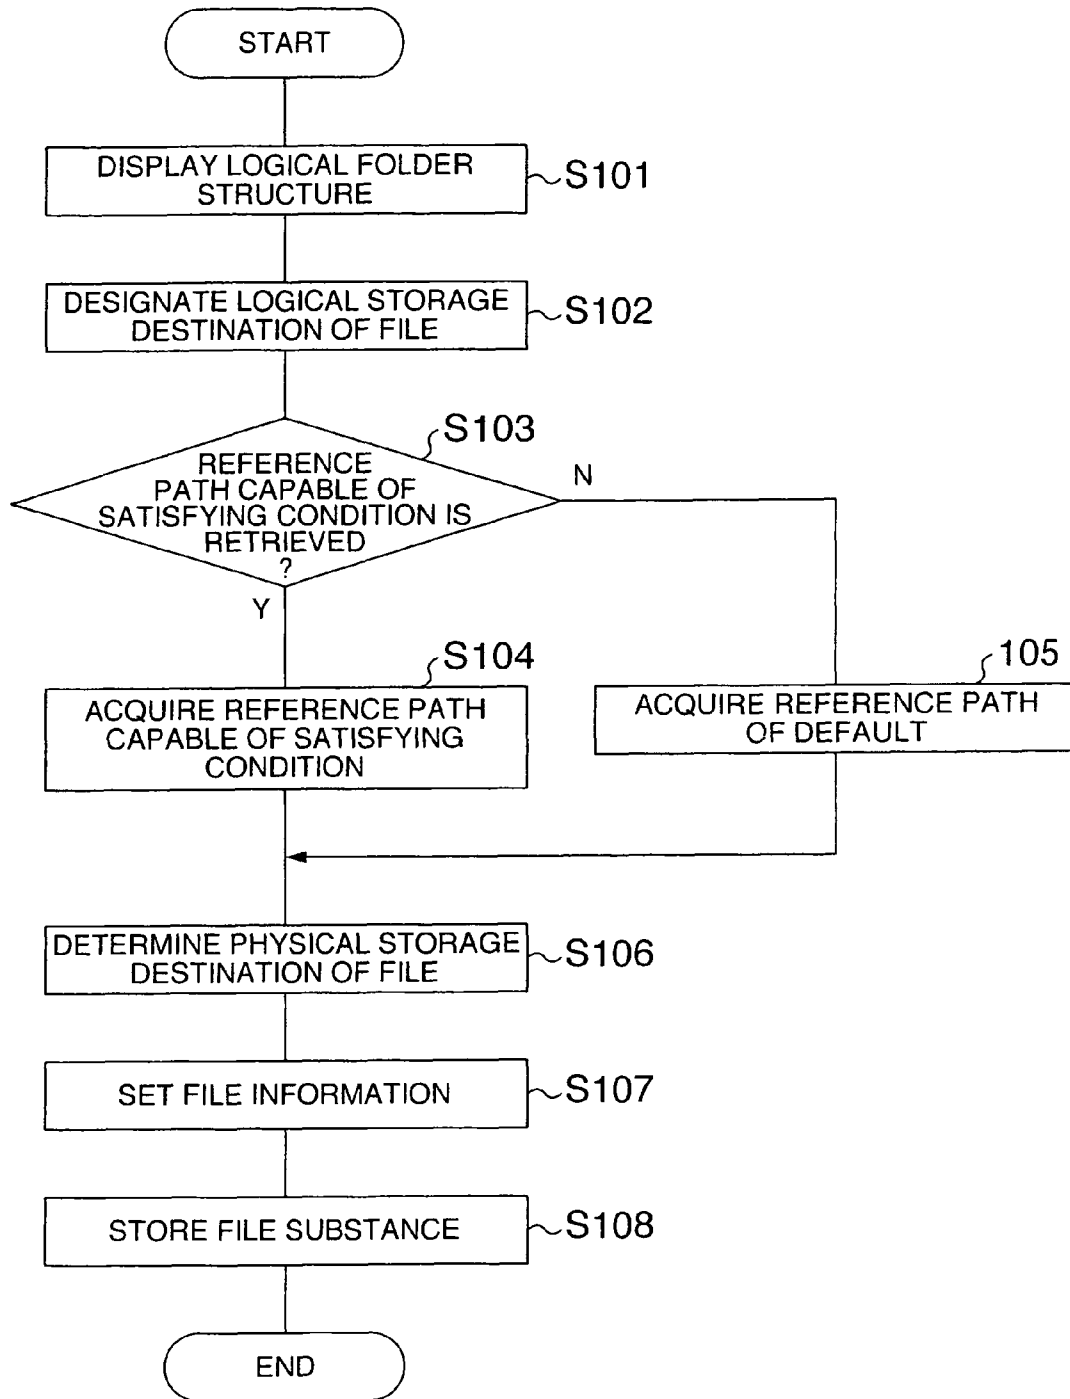 START
DISPLAY LOGICAL FOLDER
STRUCTURE
S101
DESIGNATE LOGICAL STORAGE
DESTINATION OF FILE
S102
S103
REFERENCE
PATH CAPABLE OF
SATISFYING CONDITION IS
RETRIEVED
?
N
Y
S104
ACQUIRE REFERENCE PATH
CAPABLE OF SATISFYING
CONDITION
105
ACQUIRE REFERENCE PATH
OF DEFAULT
DETERMINE PHYSICAL STORAGE
DESTINATION OF FILE
S106
SET FILE INFORMATION
S107
STORE FILE SUBSTANCE
S108
END